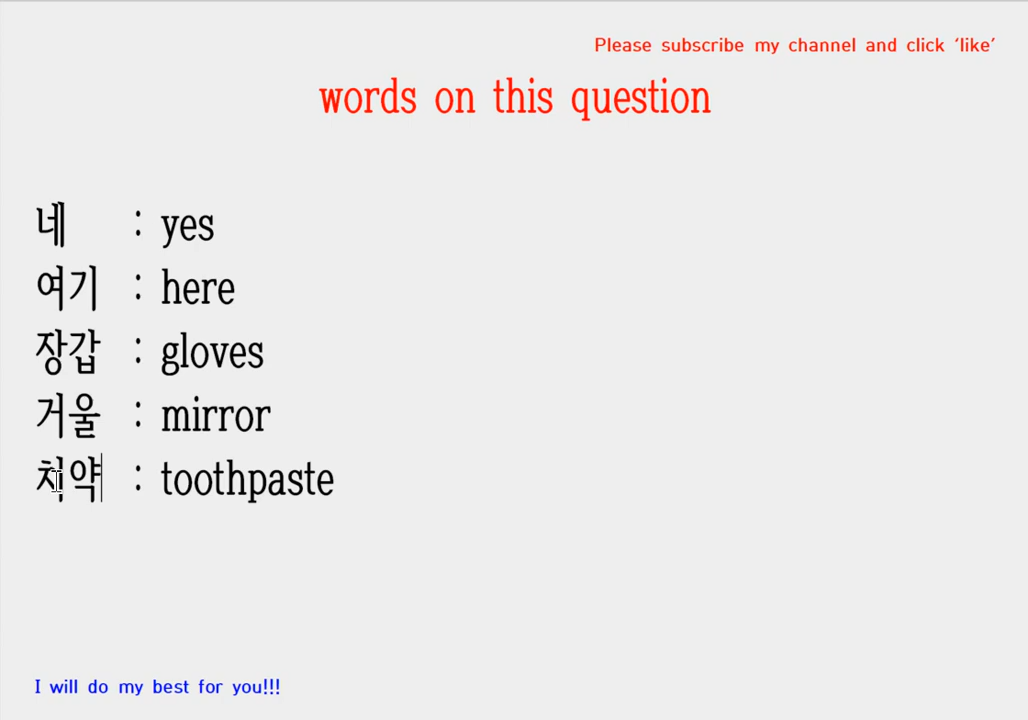 Please subscribe my channel and click ‘like’
words on this question
네 : yes
여기 : here
장갑 : gloves
거울 : mirror
치약 : toothpaste
I will do my best for you!!!